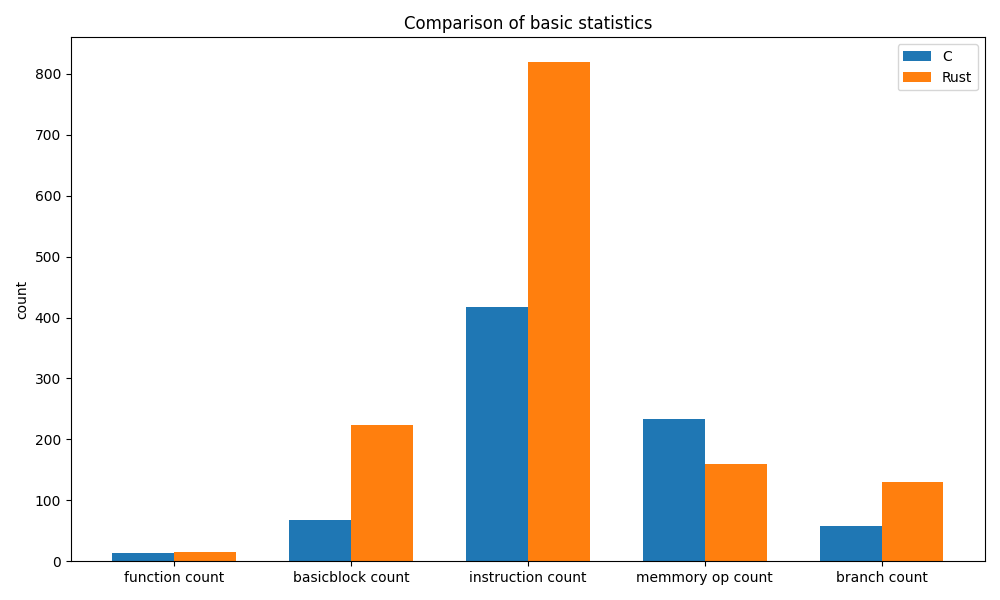 Comparison of basic statistics
C
Rust
count
800
700
600
500
400
300
200
100
0
function count
basicblock count
instruction count
memmory op count
branch count